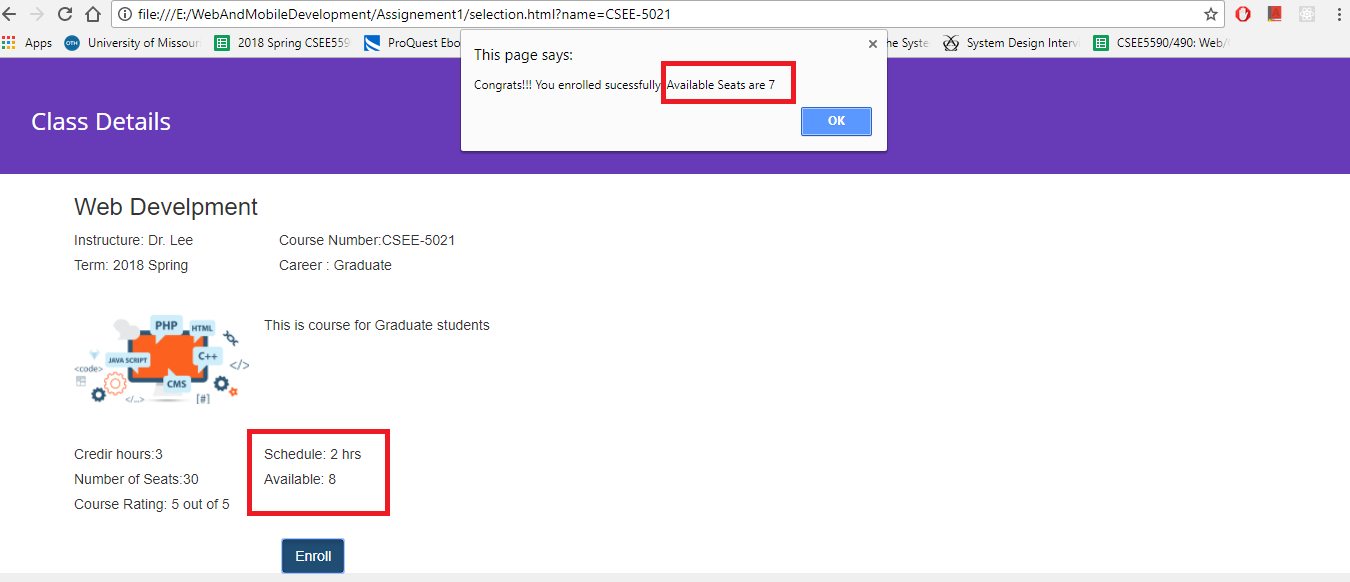 file:///E:/WebAndMobileDevelopment/Assignement1/selection.html?name=CSEE-5021
Apps University of Missour 2018 Spring CSEE559 ProQuest Ebo he Syste System Design Interv CSEE5590/490: Web/
This page says:
Congrats!!! You enrolled sucessfully Available Seats are 7
OK
Class Details
Web Develpment
Instructure: Dr. Lee Course Number:CSEE-5021
Term: 2018 Spring Career : Graduate
This is course for Graduate students
PHP
HTML
JAVA SCRIPT
C++
</>
<code>
CMS
</...>
[#]
Credir hours:3 Schedule: 2 hrs
Number of Seats:30 Available: 8
Course Rating: 5 out of 5
Enroll